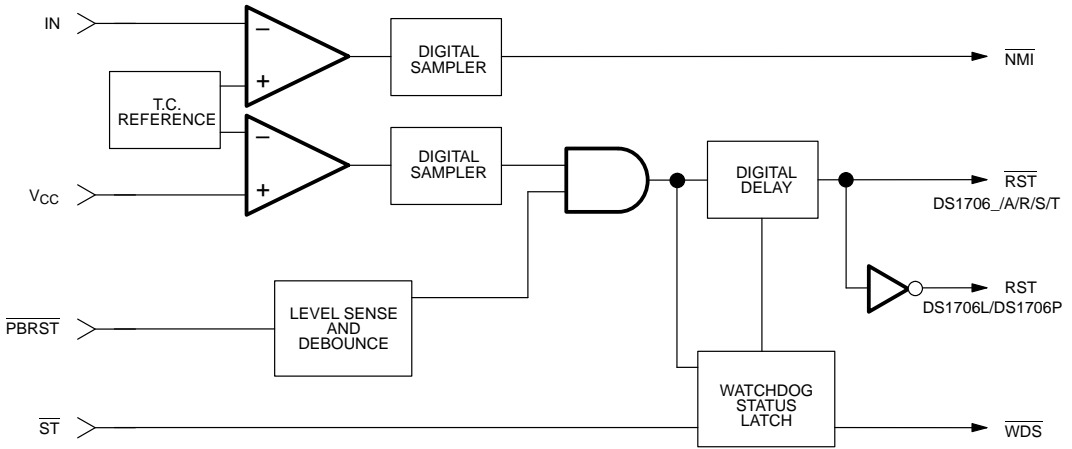 IN
−
+
DIGITAL
SAMPLER
NMI
T.C.
REFERENCE
−
+
DIGITAL
SAMPLER
VCC
DIGITAL
DELAY
RST
DS1706_/A/R/S/T
RST
DS1706L/DS1706P
PBRST
LEVEL SENSE
AND
DEBOUNCE
ST
WATCHDOG
STATUS
LATCH
WDS